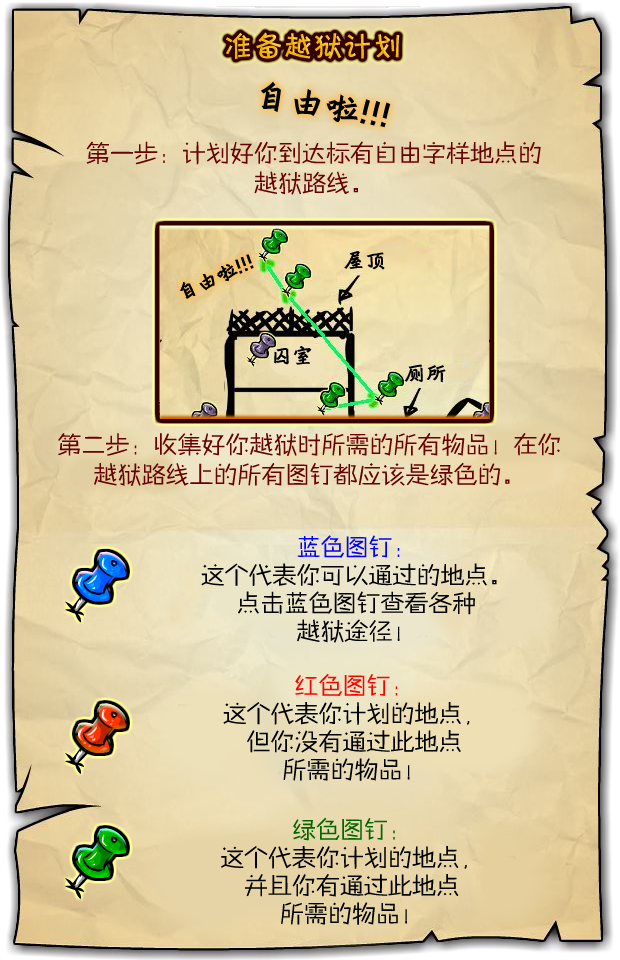 准备越狱计划
自由啦!!!
第一步：计划好你到达标有自由字样地点的
越狱路线。
自由啦!!!
屋顶
囚室
厕所
第二步：收集好你越狱时所需的所有物品！在你
越狱路线上的所有图钉都应该是绿色的。
蓝色图钉：
这个代表你可以通过的地点。
点击蓝色图钉查看各种
越狱途径！
红色图钉：
这个代表你计划的地点，
但你没有通过此地点
所需的物品！
绿色图钉：
这个代表你计划的地点，
并且你有通过此地点
所需的物品！